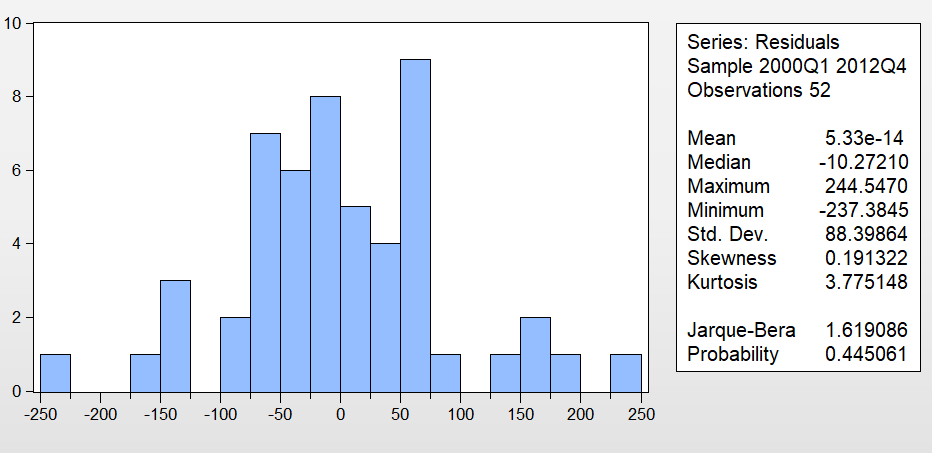 10
8
6
4
2
0
-250 -200 -150 -100 -50 0 50 100 150 200 250
Series: Residuals
Sample 2000Q1 2012Q4
Observations 52
Mean 5.33e-14
Median -10.27210
Maximum 244.5470
Minimum -237.3845
Std. Dev. 88.39864
Skewness 0.191322
Kurtosis 3.775148
Jarque-Bera 1.619086
Probability 0.445061